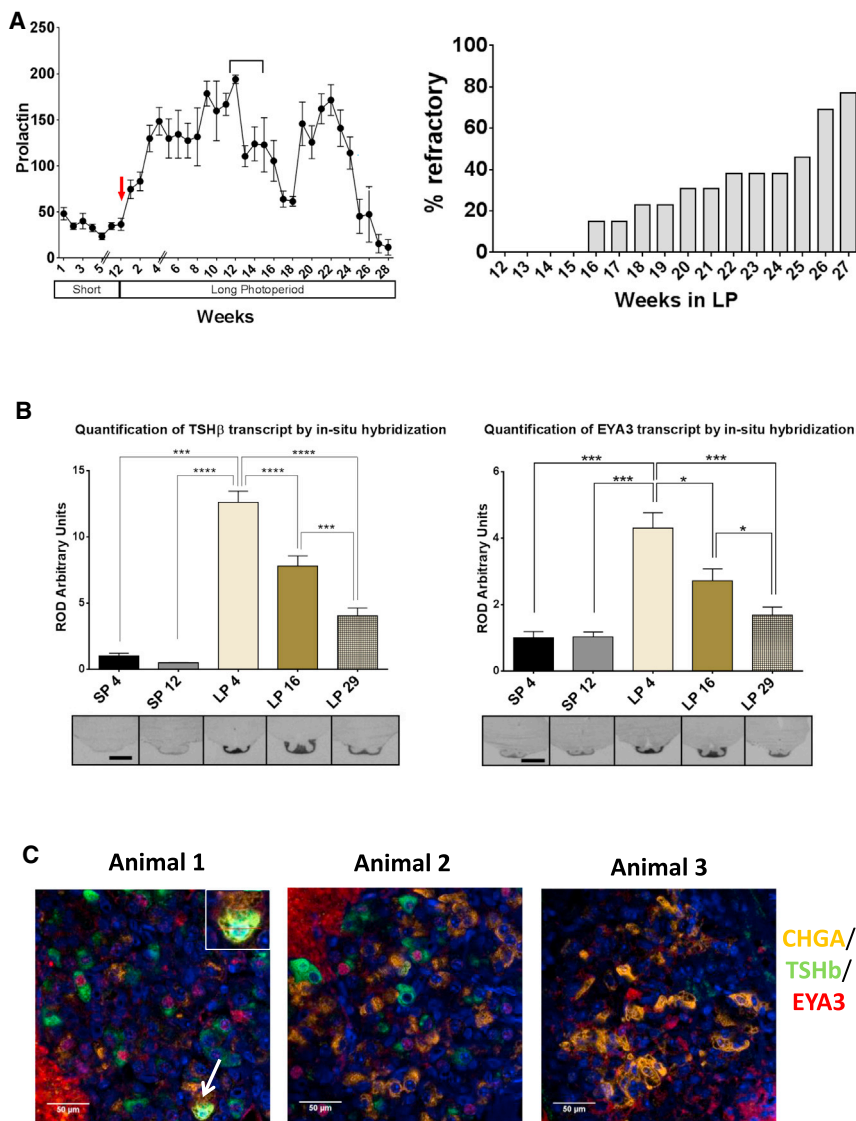 A
250
200
150
100
50
0
Prolactin
1 3 5 12 2 4 6 8 10 12 14 16 18 20 22 24 26 28
Short Long Photoperiod
Weeks
100
80
60
40
20
0
% refractory
12 13 14 15 16 17 18 19 20 21 22 23 24 25 26 27
Weeks in LP
B
Quantification of TSHβ transcript by in-situ hybridization
*** ****
**** ****
***
15
10
5
0
ROD Arbitrary Units
SP 4 SP 12 LP 4 LP 16 LP 29
Quantification of EYA3 transcript by in-situ hybridization
*** ***
*** *
*
6
4
2
0
ROD Arbitrary Units
SP 4 SP 12 LP 4 LP 16 LP 29
C
Animal 1 Animal 2 Animal 3
CHGA/
TSHb/
EYA3
50 µm 50 µm 50 µm